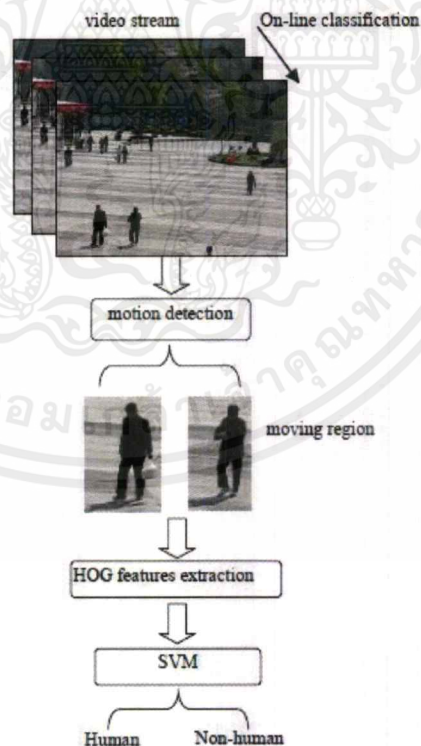 video stream
On-line classification
motion detection
moving region
HOG features extraction
SVM
Human Non-human